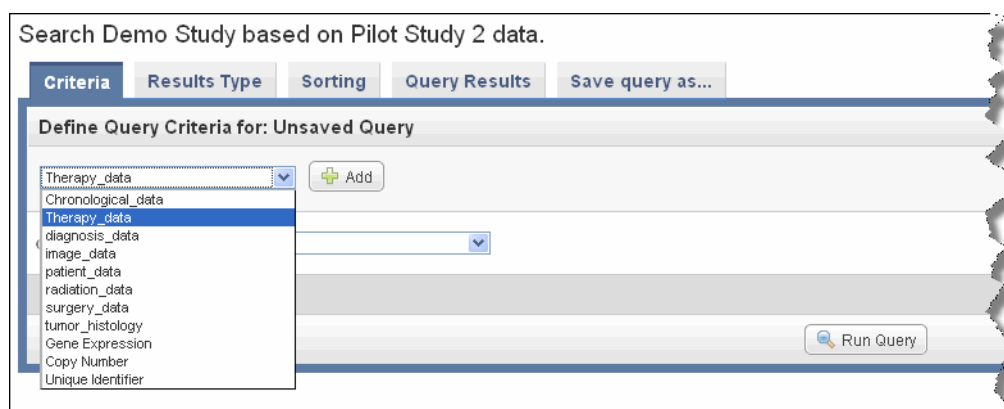 Search Demo Study based on Pilot Study 2 data.
Criteria Results Type Sorting Query Results Save query as...
Define Query Criteria for: Unsaved Query
Therapy_data Add
Chronological_data
Therapy_data
diagnosis_data
image_data
patient_data
radiation_data
surgery_data
tumor_histology
Gene Expression
Copy Number
Unique Identifier
Run Query